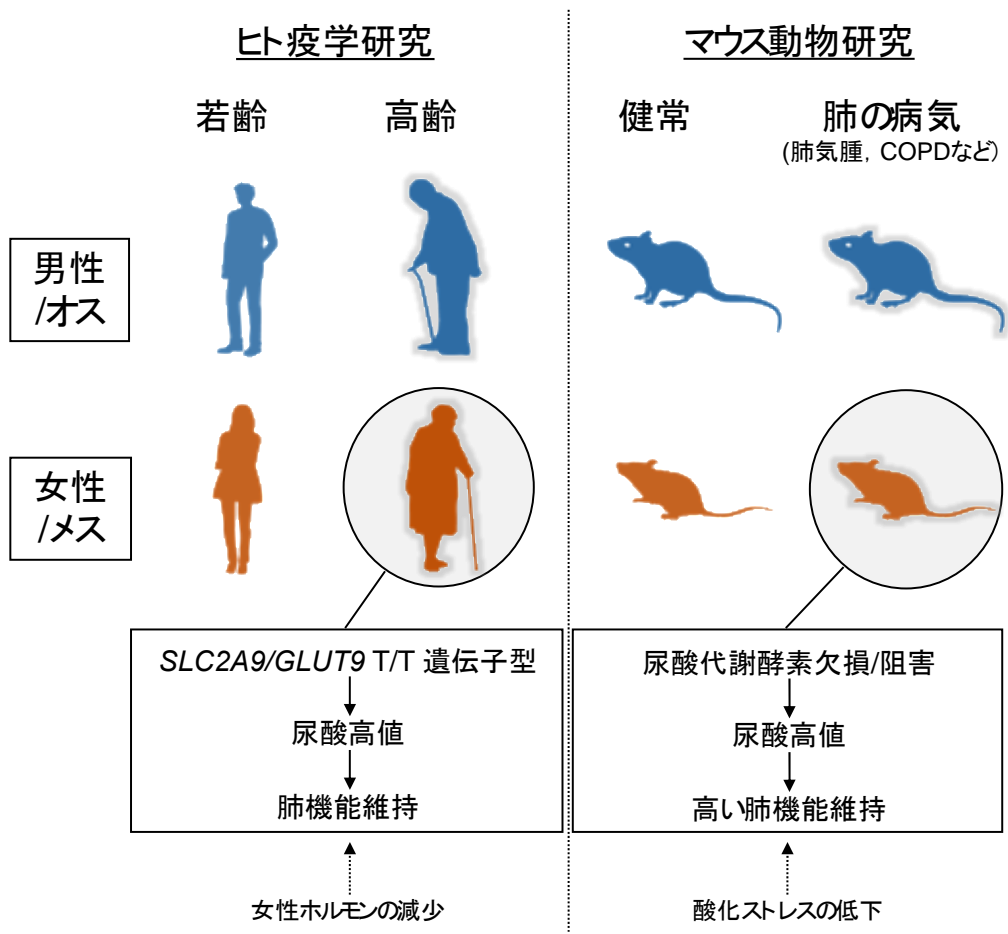 ヒト疫学研究
マウス動物研究
若齢
高齢
健常
肺の病気
(肺気腫，COPDなど)
男性
/オス
女性
/メス
SLC2A9/GLUT9 T/T 遺伝子型
尿酸高値
肺機能維持
女性ホルモンの減少
尿酸代謝酵素欠損/阻害
尿酸高値
高い肺機能維持
酸化ストレスの低下